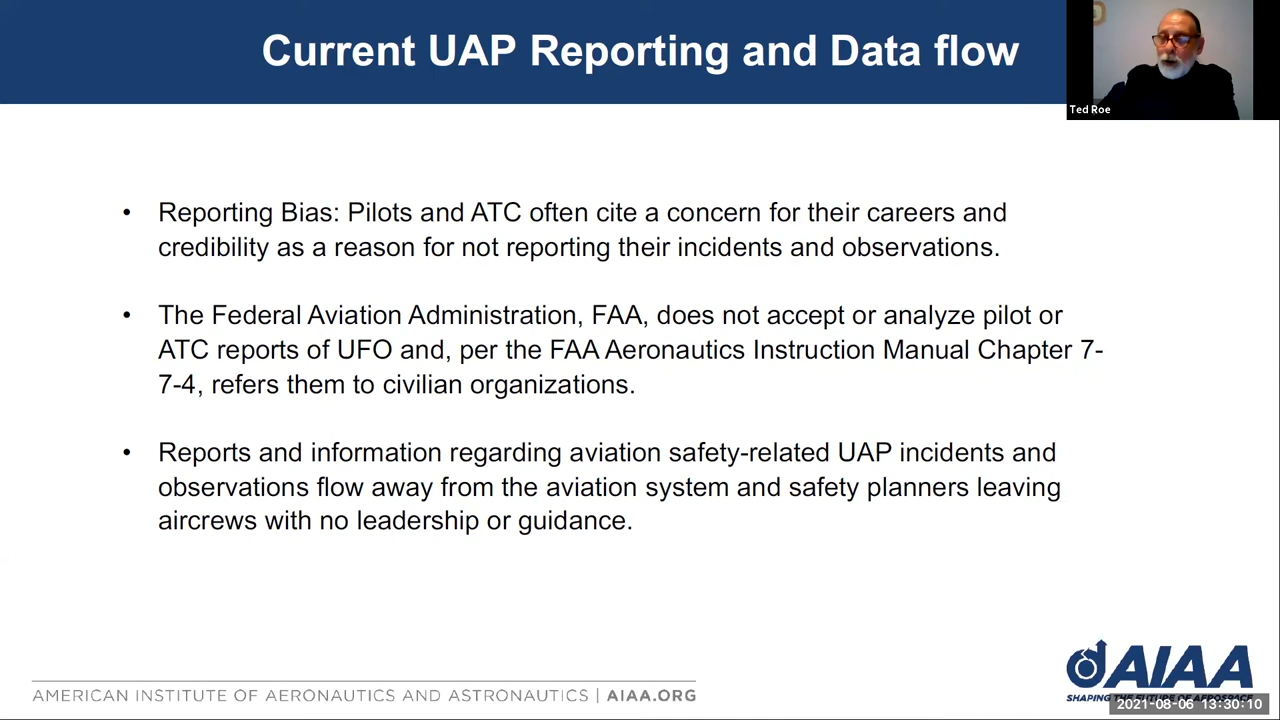 Current UAP Reporting and Data flow
Ted Roe
• Reporting Bias: Pilots and ATC often cite a concern for their careers and
credibility as a reason for not reporting their incidents and observations.
• The Federal Aviation Administration, FAA, does not accept or analyze pilot or
ATC reports of UFO and, per the FAA Aeronautics Instruction Manual Chapter 7-
7-4, refers them to civilian organizations.
• Reports and information regarding aviation safety-related UAP incidents and
observations flow away from the aviation system and safety planners leaving
aircrews with no leadership or guidance.
AIAA
SHAPING THE FUTURE OF AEROSPACE
AMERICAN INSTITUTE OF AERONAUTICS AND ASTRONAUTICS | AIAA.ORG
2021-08-06 13:30:10